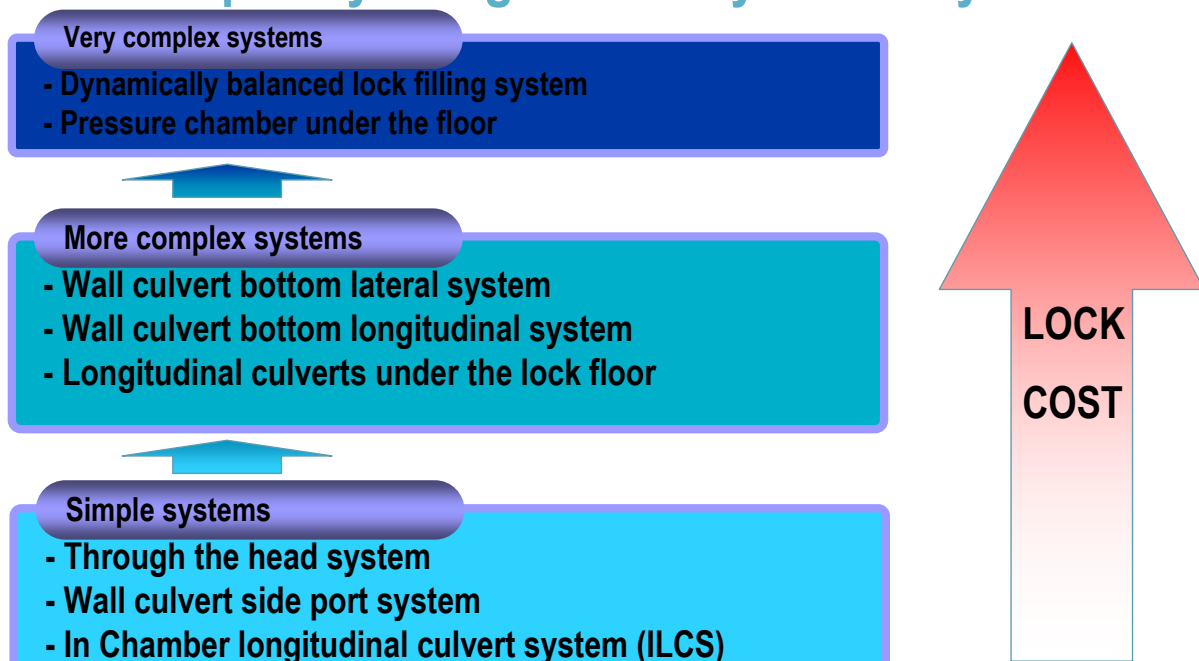 Very complex systems
- Dynamically balanced lock filling system
- Pressure chamber under the floor
More complex systems
- Wall culvert bottom lateral system
- Wall culvert bottom longitudinal system
- Longitudinal culverts under the lock floor
LOCK
COST
Simple systems
- Through the head system
- Wall culvert side port system
- In Chamber longitudinal culvert system (ILCS)